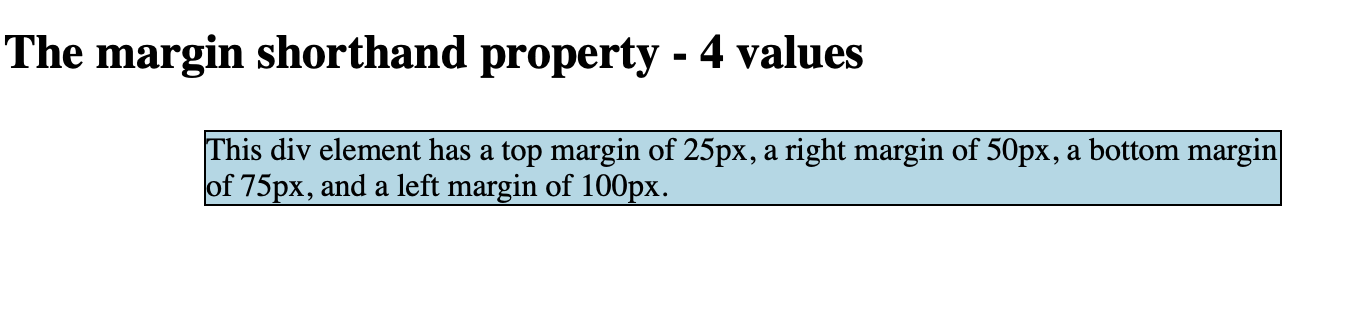 The margin shorthand property - 4 values
This div element has a top margin of 25px, a right margin of 50px, a bottom margin
of 75px, and a left margin of 100px.